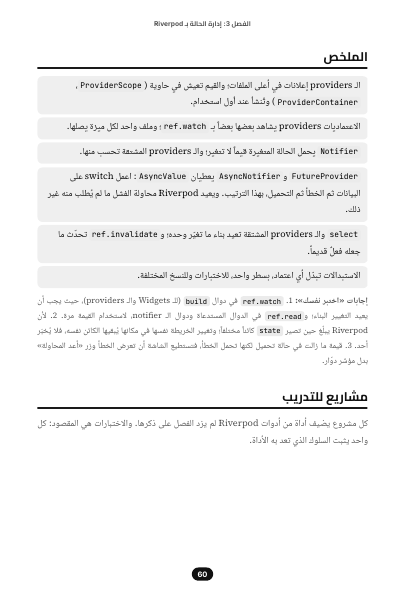 الفصل 3: إدارة الحالة بـ Riverpod
الملخص
الـ providers إعلانات في أعلى الملفات؛ والقيم تعيش في حاوية ( ProviderScope ،
ProviderContainer ) وتُنشأ عند أول استخدام.
الاعتماديات providers يشاهد بعضها بعضاً بـ ref.watch ؛ وملف واحد لكل ميزة يصلها.
Notifier يحمل الحالة المتغيرة قيماً لا تتغير؛ والـ providers المشتقة تحسب منها.
FutureProvider و AsyncNotifier يعطيان AsyncValue : اعمل switch على
البيانات ثم الخطأ ثم التحميل، بهذا الترتيب. ويعيد Riverpod محاولة الفشل ما لم يُطلب منه غير
ذلك.
select والـ providers المشتقة تعيد بناء ما تغيّر وحده؛ و ref.invalidate تحدّث ما
جعله فعلٌ قديماً.
الاستبدالات تبدّل أي اعتماد، بسطر واحد، للاختبارات وللنسخ المختلفة.
إجابات «اختبر نفسك»: 1. ref.watch في دوال build (للـ Widgets والـ providers)، حيث يجب أن
يعيد التغيير البناء؛ و ref.read في الدوال المستدعاة ودوال الـ notifier، لاستخدام القيمة مرة. 2. لأن
Riverpod يبلّغ حين تصير state كائناً مختلفاً؛ وتغيير الخريطة نفسها في مكانها يُبقيها الكائن نفسه، فلا يُخبَر
أحد. 3. قيمة ما زالت في حالة تحميل لكنها تحمل الخطأ، فتستطيع الشاشة أن تعرض الخطأ وزر «أعد المحاولة»
بدل مؤشر دوّار.
مشاريع للتدريب
كل مشروع يضيف أداة من أدوات Riverpod لم يزد الفصل على ذكرها. والاختبارات هي المقصود: كل
واحد يثبت السلوك الذي تعد به الأداة.
60